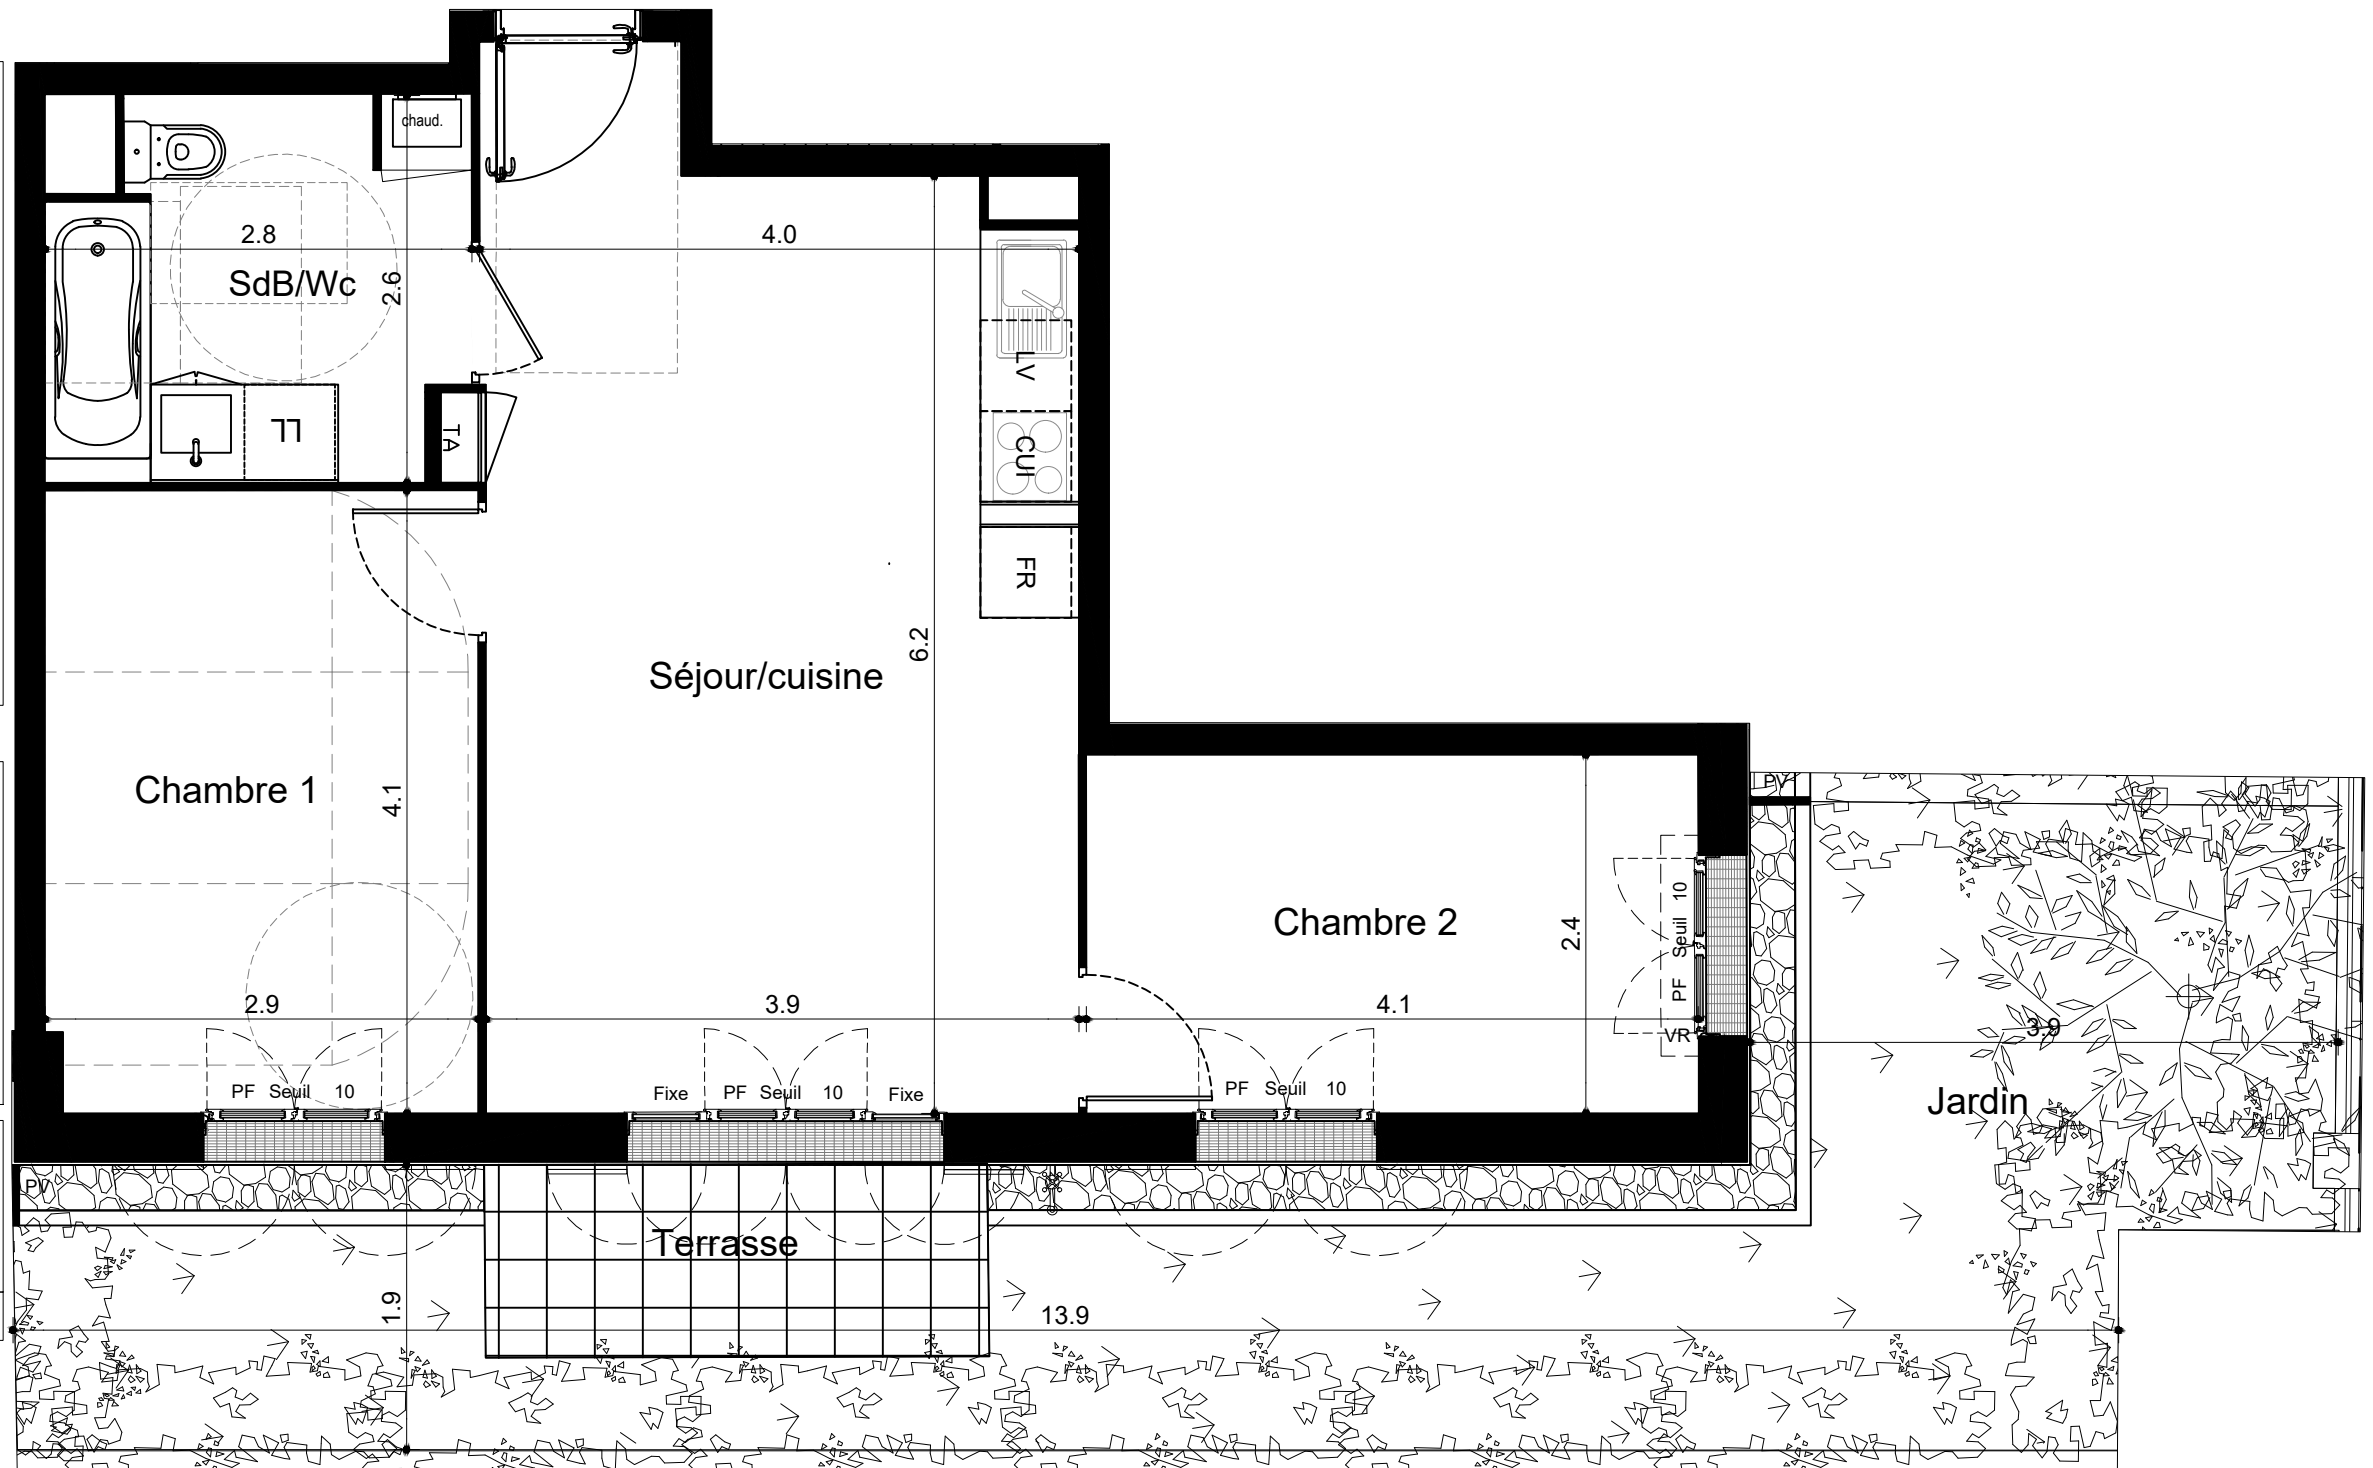 chaud.
2.8
4.0
SdB/Wc
2.6
LV
LL
TA
CUI
FR
6.2
Séjour/cuisine
Chambre 1
4.1
PV
Chambre 2
2.4
PF Seuil 10
VR
2.9
3.9
4.1
3.9
PF Seuil 10
Fixe
PF Seuil 10
Fixe
PF Seuil 10
Jardin
PV
Terrasse
1.9
13.9